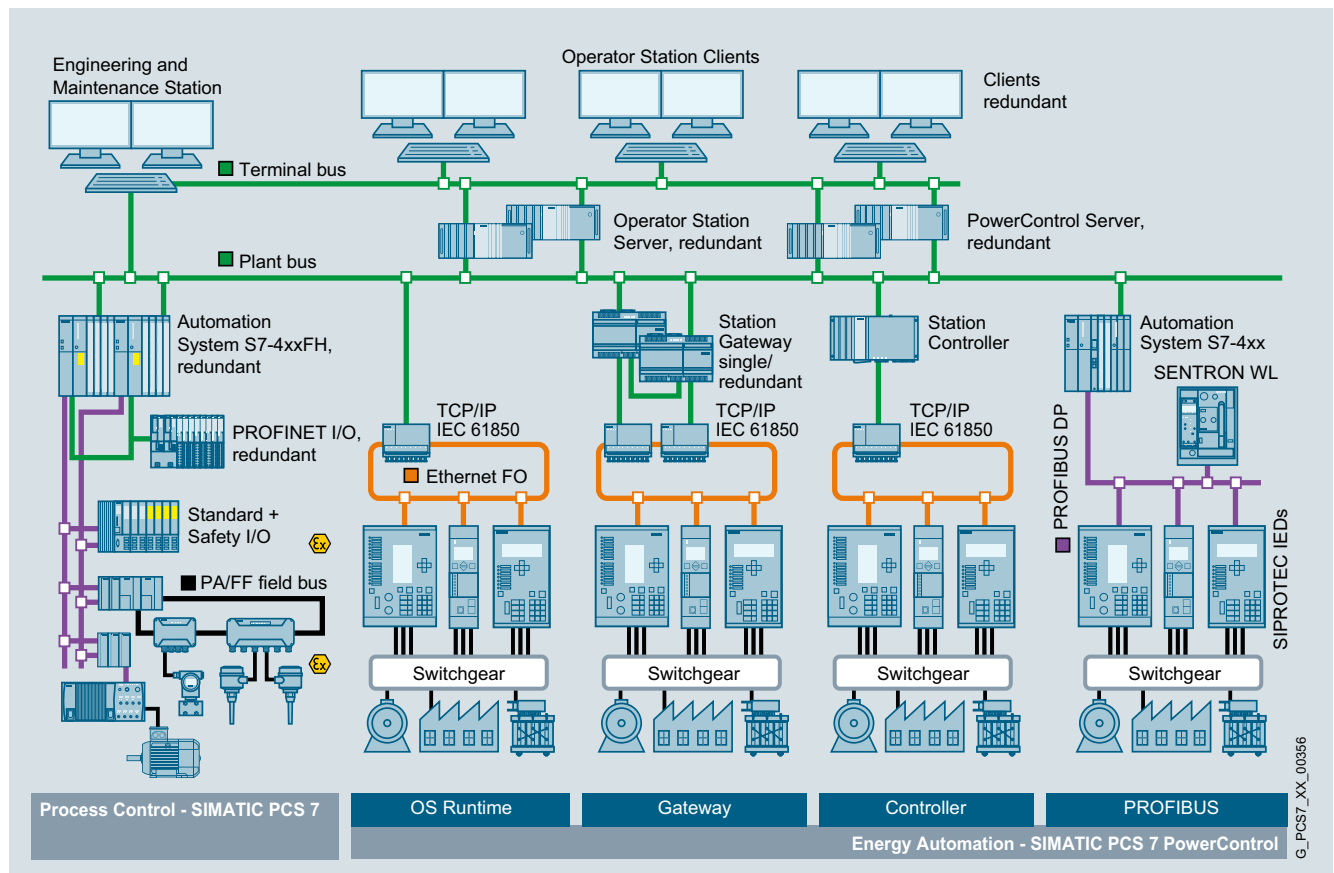 Engineering and
Maintenance Station
Operator Station Clients
Clients
redundant
Terminal bus
Operator Station
Server, redundant
PowerControl Server,
redundant
Plant bus
Automation
System S7-4xxFH,
redundant
Station
Gateway
single/
redundant
Station
Controller
Automation
System S7-4xx
SENTRON WL
PROFINET I/O,
redundant
TCP/IP
IEC 61850
TCP/IP
IEC 61850
TCP/IP
IEC 61850
Ethernet FO
PROFIBUS DP
Standard +
Safety I/O
Ex
PA/FF field bus
Ex
SIPROTEC IEDs
Switchgear
Switchgear
Switchgear
Switchgear
Process Control - SIMATIC PCS 7
OS Runtime
Gateway
Controller
PROFIBUS
Energy Automation - SIMATIC PCS 7 PowerControl
G_PCS7_XX_00356